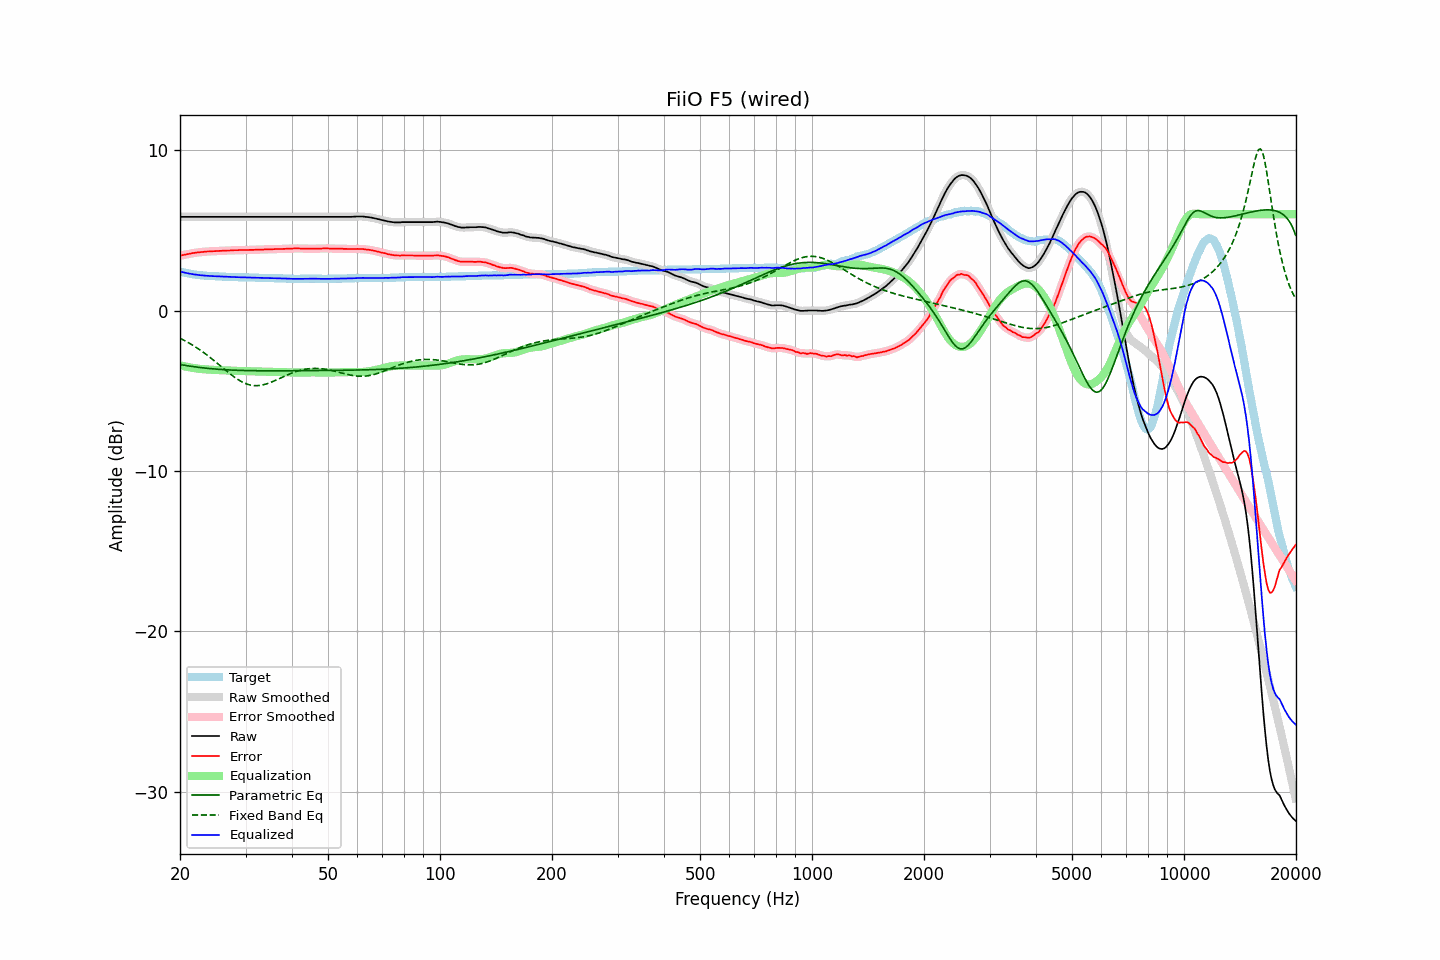 FiiO F5 (wired)
10
0
−10
−20
−30
Amplitude (dBr)
Target
Raw Smoothed
Error Smoothed
Raw
Error
Equalization
Parametric Eq
Fixed Band Eq
Equalized
20 50 100 200 500 1000 2000 5000 10000 20000
Frequency (Hz)